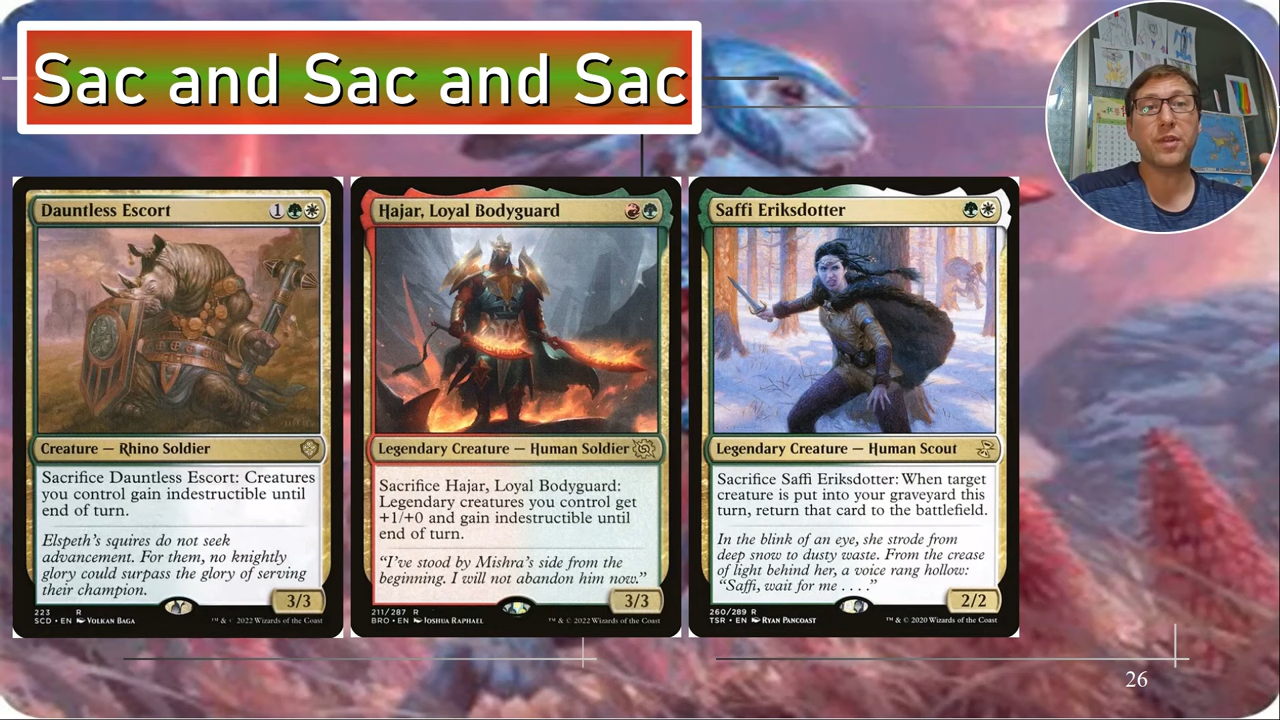 Sac and Sac and Sac
Dauntless Escort
1
Creature — Rhino Soldier
Sacrifice Dauntless Escort: Creatures
you control gain indestructible until
end of turn.
Elspeth's squires do not seek
advancement. For them, no knightly
glory could surpass the glory of serving
their champion.
3/3
223 R
SCD • EN VOLKAN BAGA
™ & © 2022 Wizards of the Coast
Hajar, Loyal Bodyguard
Legendary Creature — Human Soldier
Sacrifice Hajar, Loyal Bodyguard:
Legendary creatures you control get
+1/+0 and gain indestructible until
end of turn.
“I've stood by Mishra's side from the
beginning. I will not abandon him now.”
3/3
211/287 R
BRO • EN JOSHUA RAPHAEL
™ & © 2022 Wizards of the Coast
Saffi Eriksdotter
Legendary Creature — Human Scout
Sacrifice Saffi Eriksdotter: When target
creature is put into your graveyard this
turn, return that card to the battlefield.
In the blink of an eye, she strode from
deep snow to dusty waste. From the crease
of light behind her, a voice rang hollow:
“Saffi, wait for me . . . .”
2/2
260/289 R
TSR • EN RYAN PANCOAST
™ & © 2020 Wizards of the Coast
26